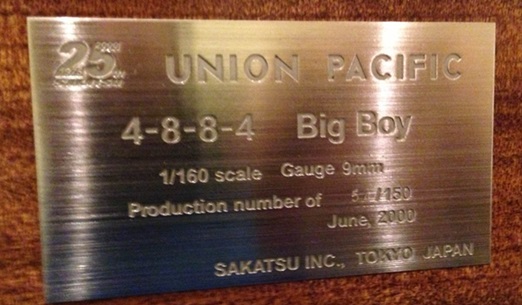 25
UNION PACIFIC
4-8-8-4 Big Boy
1/160 scale Gauge 9mm
Production number of /150
June, 2000
SAKATSU INC., TOKYO JAPAN